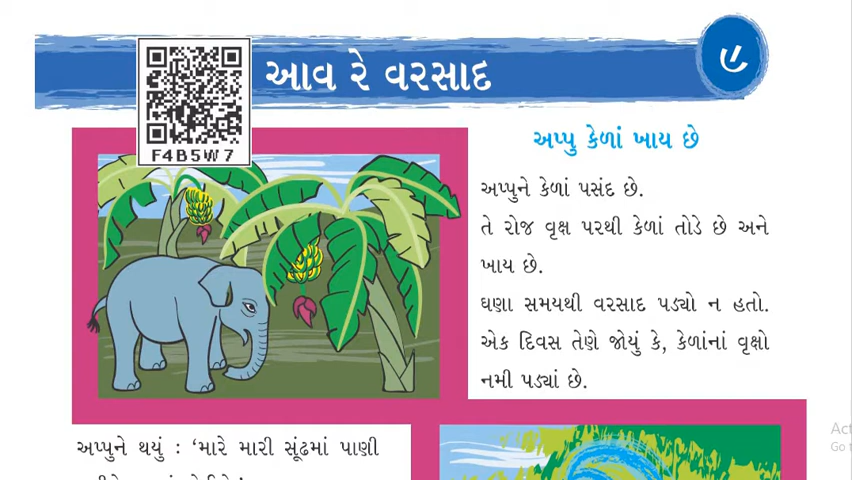 ૯
આવ રે વરસાદ
F4B5W7
અપ્પુ કેળાં ખાય છે
અપ્પુને કેળાં પસંદ છે.
તે રોજ વૃક્ષ પરથી કેળાં તોડે છે અને
ખાય છે.
ઘણા સમયથી વરસાદ પડ્યો ન હતો.
એક દિવસ તેણે જોયું કે, કેળાંનાં વૃક્ષો
નમી પડ્યાં છે.
અપ્પુને થયું : ‘મારે મારી સૂંઢમાં પાણી